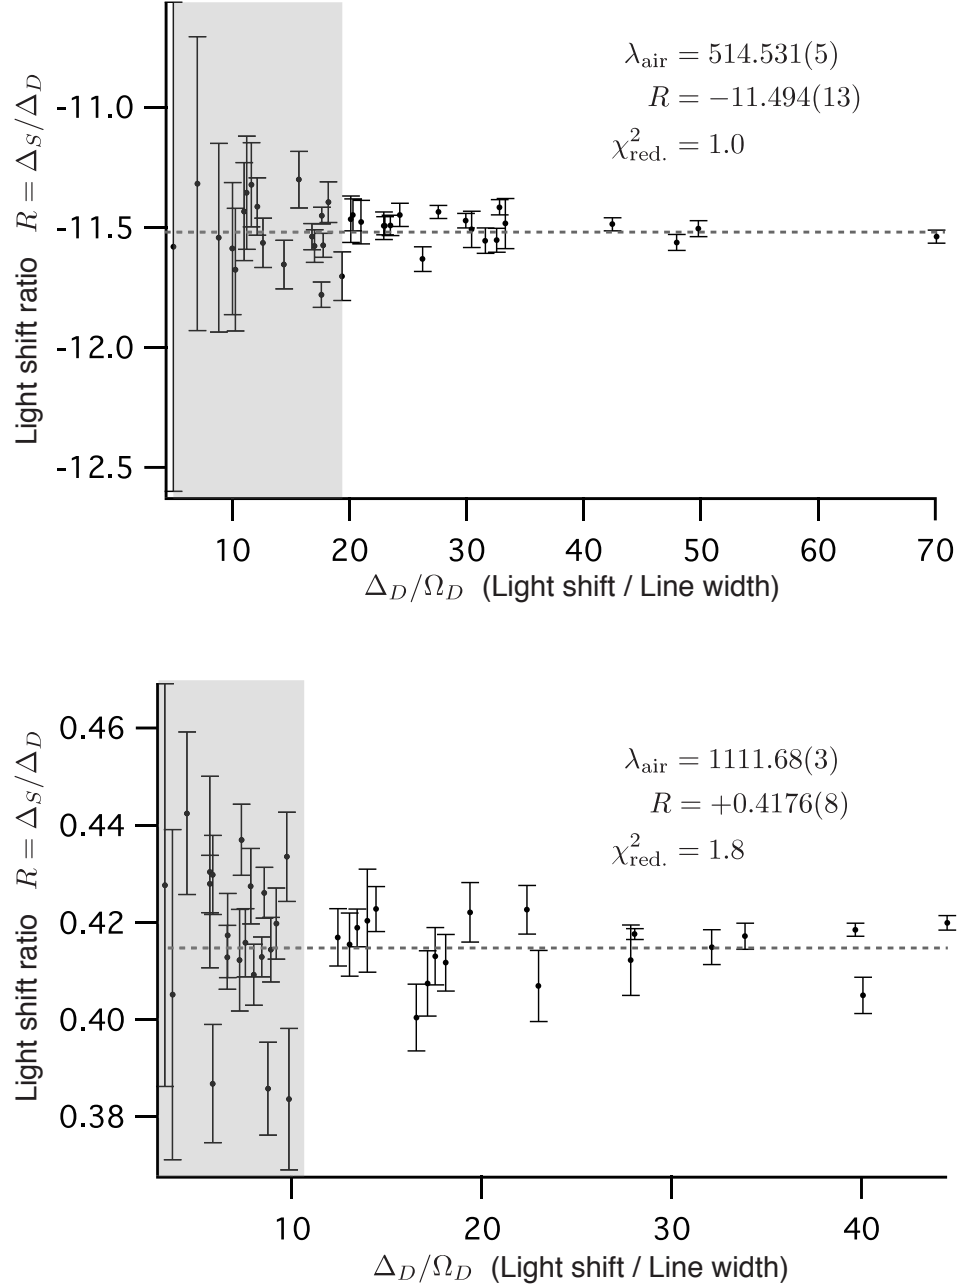 Light shift ratio R = Δ_S/Δ_D
-11.0
-11.5
-12.0
-12.5
λ_air = 514.531(5)
R = −11.494(13)
χ²_red. = 1.0
10 20 30 40 50 60 70
Δ_D/Ω_D (Light shift / Line width)
Light shift ratio R = Δ_S/Δ_D
0.46
0.44
0.42
0.40
0.38
λ_air = 1111.68(3)
R = +0.4176(8)
χ²_red. = 1.8
10 20 30 40
Δ_D/Ω_D (Light shift / Line width)